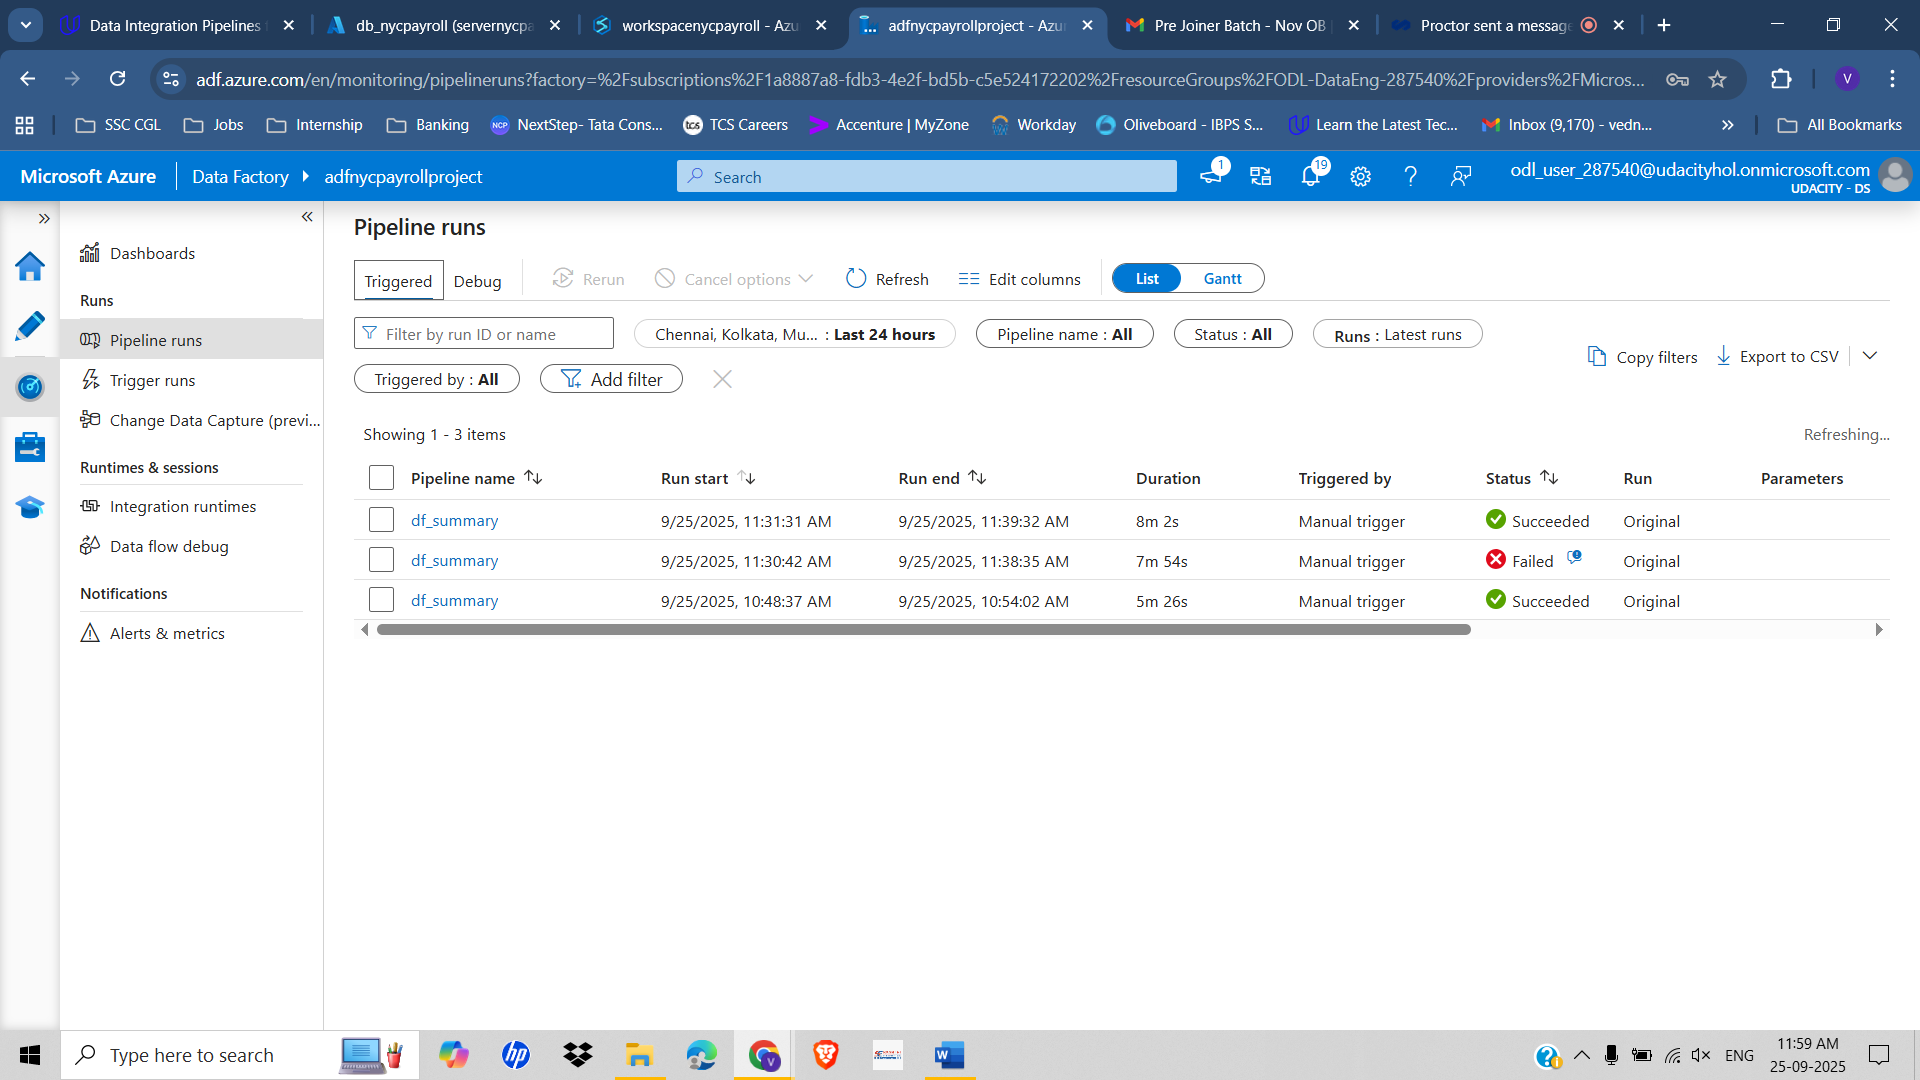 Data Integration Pipelines
db_nycpayroll (servernycpa
workspacenycpayroll - Azu
adfnycpayrollproject - Azu
Pre Joiner Batch - Nov OB
Proctor sent a message
adf.azure.com/en/monitoring/pipelineruns?factory=%2Fsubscriptions%2F1a8887a8-fdb3-4e2f-bd5b-c5e524172202%2FresourceGroups%2FODL-DataEng-287540%2Fproviders%2FMicros...
V
SSC CGL
Jobs
Internship
Banking
NextStep- Tata Cons...
TCS Careers
Accenture | MyZone
Workday
Oliveboard - IBPS S...
Learn the Latest Tec...
Inbox (9,170) - vedn...
All Bookmarks
Microsoft Azure
Data Factory
adfnycpayrollproject
Search
1
19
odl_user_287540@udacityhol.onmicrosoft.com
UDACITY - DS
Dashboards
Runs
Pipeline runs
Trigger runs
Change Data Capture (previ...
Runtimes & sessions
Integration runtimes
Data flow debug
Notifications
Alerts & metrics
Pipeline runs
Triggered
Debug
Rerun
Cancel options
Refresh
Edit columns
List
Gantt
Filter by run ID or name
Chennai, Kolkata, Mu... : Last 24 hours
Pipeline name : All
Status : All
Runs : Latest runs
Triggered by : All
Add filter
Copy filters
Export to CSV
Showing 1 - 3 items
Refreshing...
Pipeline name Run start Run end Duration Triggered by Status Run Parameters
df_summary 9/25/2025, 11:31:31 AM 9/25/2025, 11:39:32 AM 8m 2s Manual trigger Succeeded Original
df_summary 9/25/2025, 11:30:42 AM 9/25/2025, 11:38:35 AM 7m 54s Manual trigger Failed Original
df_summary 9/25/2025, 10:48:37 AM 9/25/2025, 10:54:02 AM 5m 26s Manual trigger Succeeded Original
Type here to search
ENG
11:59 AM
25-09-2025